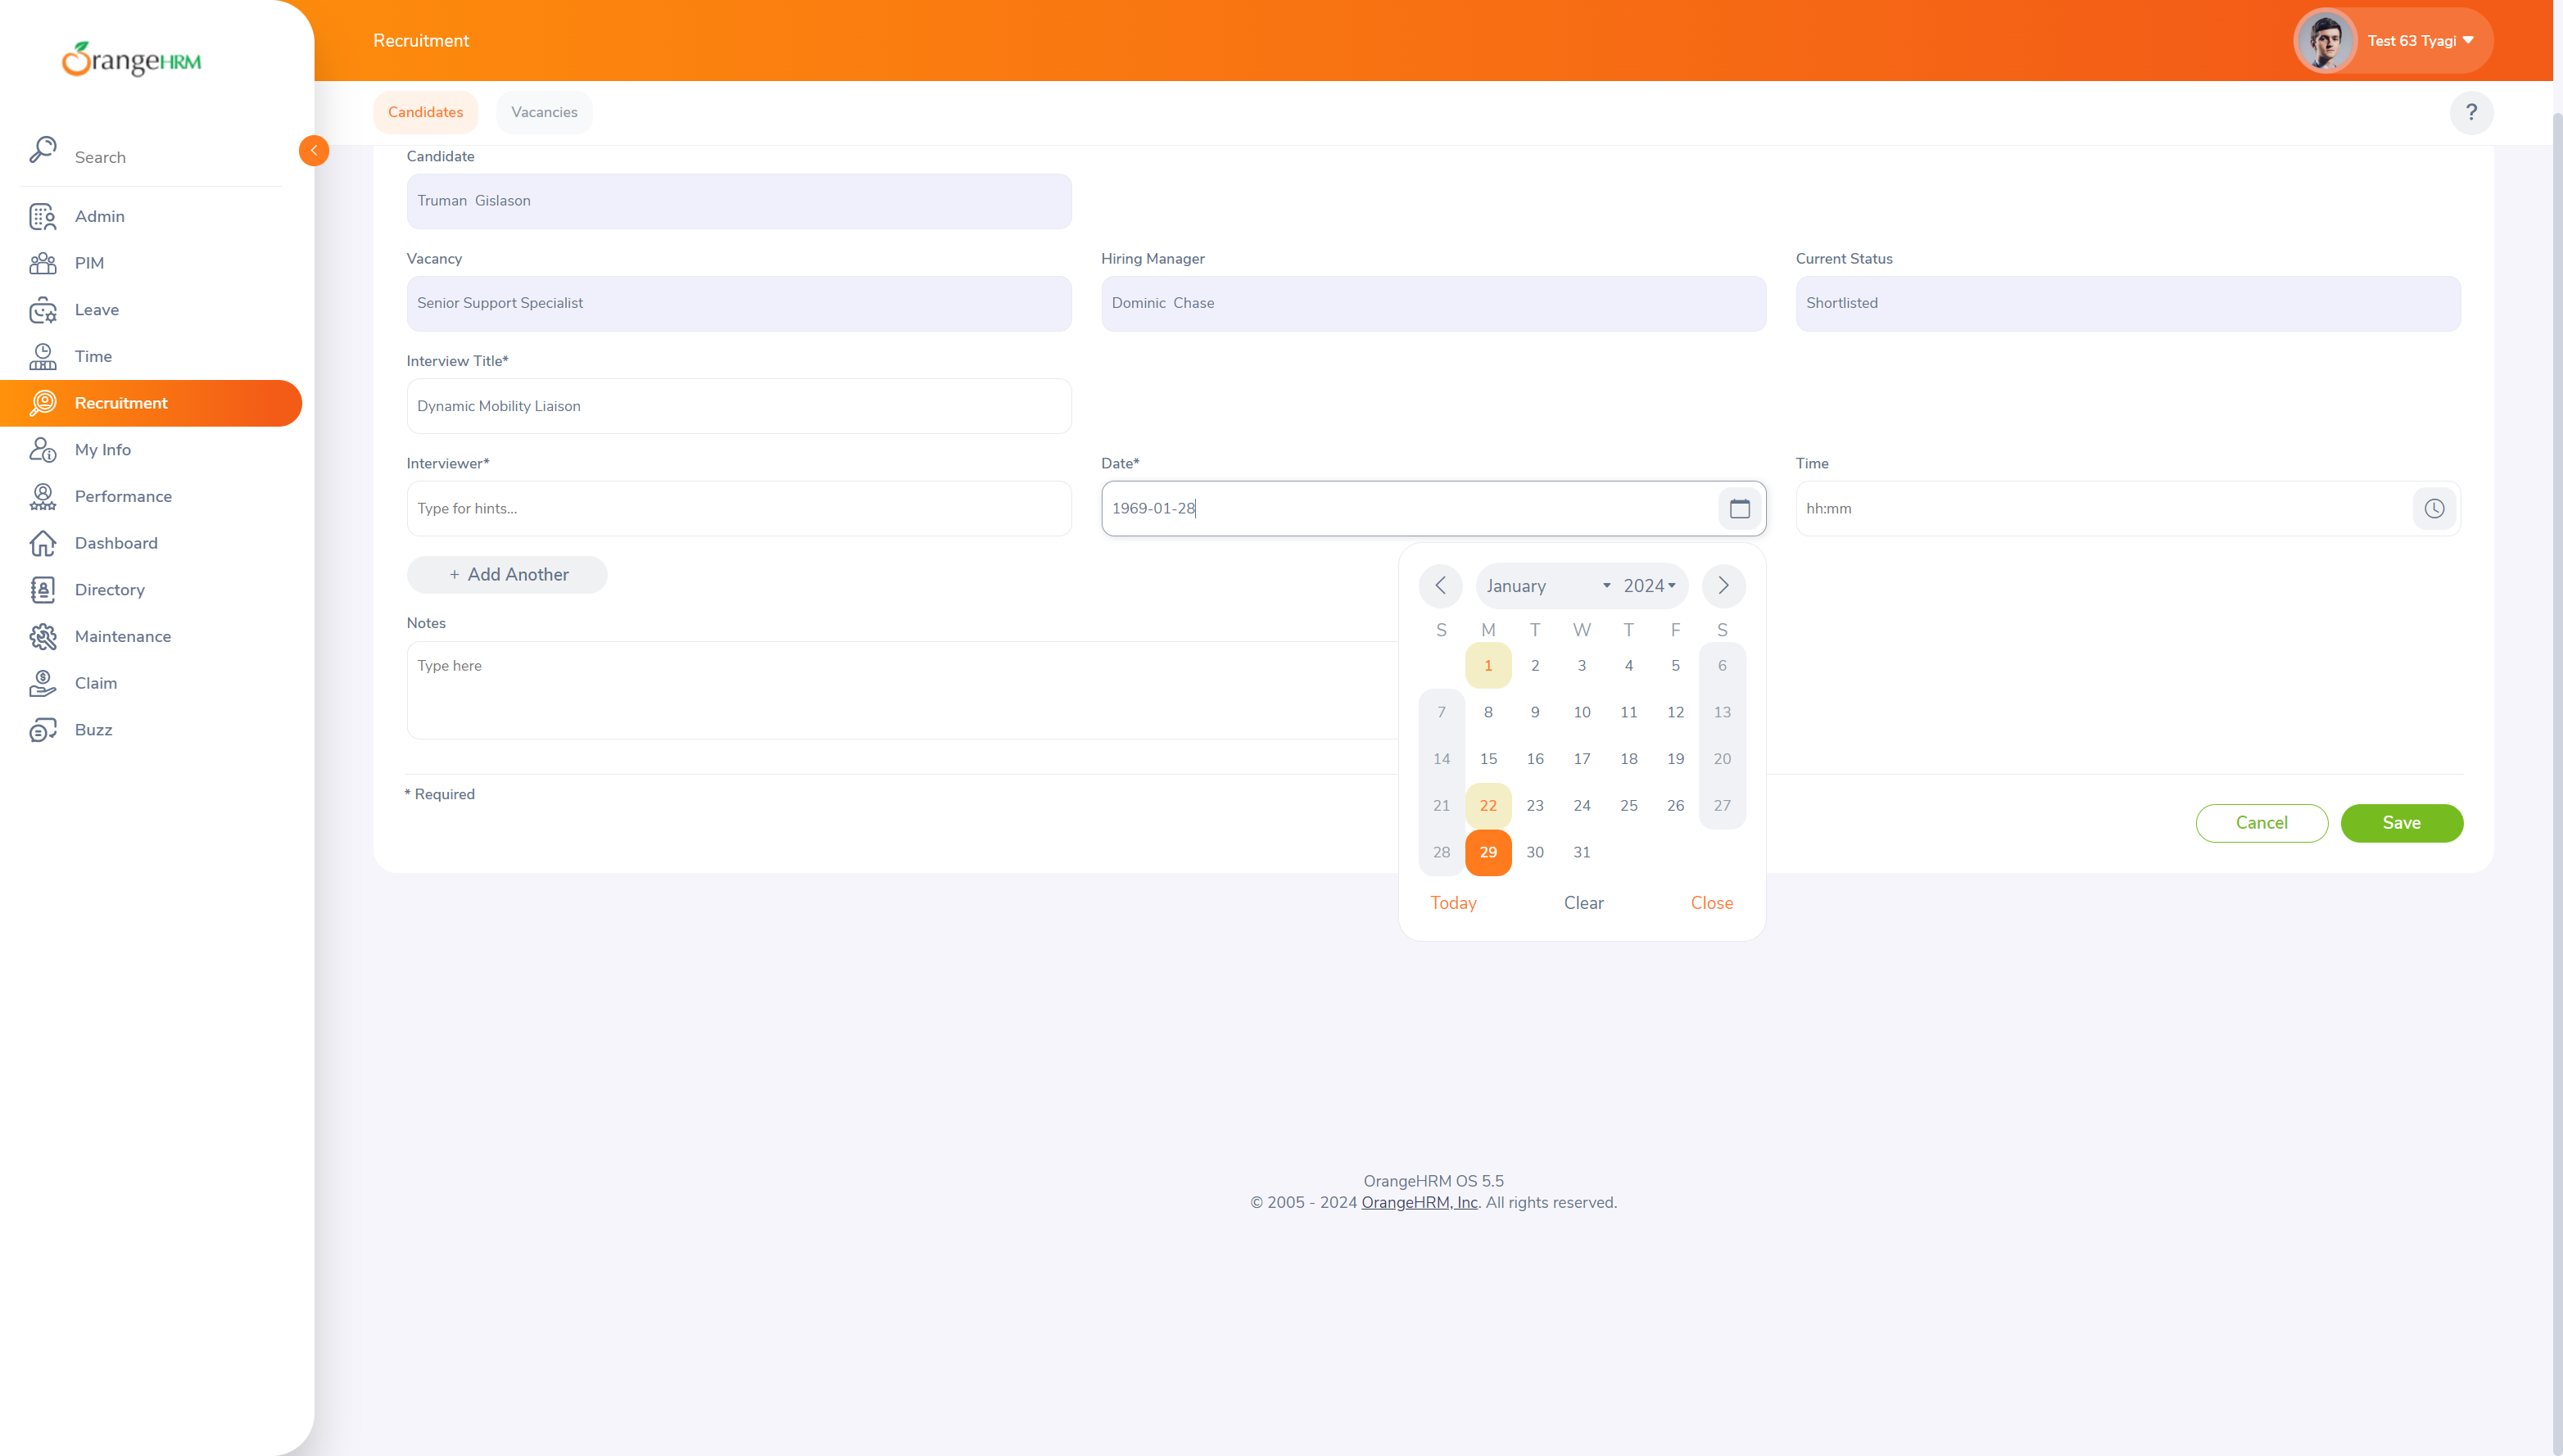 OrangeHRM
Recruitment
Test 63 Tyagi
Candidates
Vacancies
?
Search
Admin
PIM
Leave
Time
Recruitment
My Info
Performance
Dashboard
Directory
Maintenance
Claim
Buzz
Candidate
Truman Gislason
Vacancy
Hiring Manager
Current Status
Senior Support Specialist
Dominic Chase
Shortlisted
Interview Title*
Dynamic Mobility Liaison
Interviewer*
Date*
Time
Type for hints...
1969-01-28
hh:mm
+ Add Another
January
2024
Notes
S M T W T F S
Type here
1 2 3 4 5 6
7 8 9 10 11 12 13
14 15 16 17 18 19 20
21 22 23 24 25 26 27
28 29 30 31
* Required
Cancel
Save
Today
Clear
Close
OrangeHRM OS 5.5
© 2005 - 2024 OrangeHRM, Inc. All rights reserved.